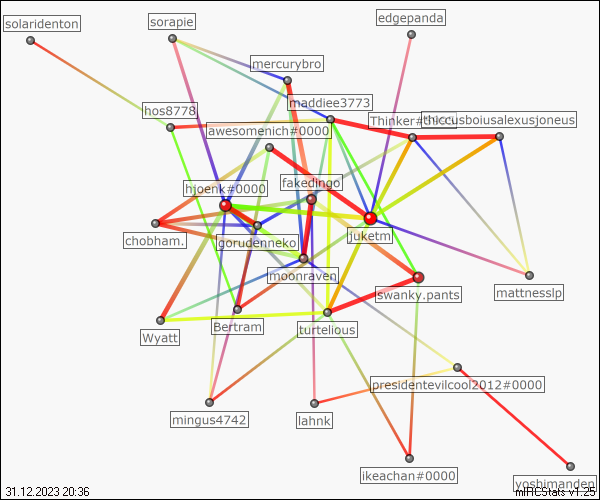 solaridenton
sorapie
edgepanda
mercurybro
maddiee3773
hos8778
awesomenich#0000
thiccusboiusalexusjoneus
fakedingo
hjoenk#0000
juketm
chobham.
gorudenneko
moonraven
swanky.pants
mattnesslp
Wyatt
Bertram
turtelious
presidentevilcool2012#0000
mingus4742
lahnk
ikeachan#0000
yoshimanden
31.12.2023 20:36
mIRCStats v1.25